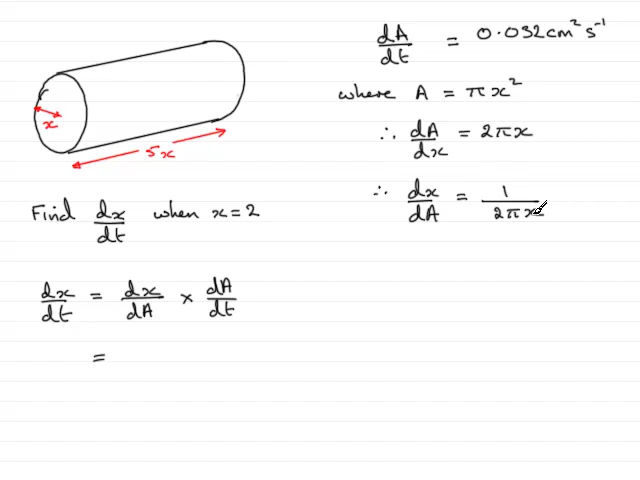 x
5x
Find dx/dt when x = 2
dx/dt = dx/dA × dA/dt
=
dA/dt = 0.032 cm² s⁻¹
where A = πx²
∴ dA/dx = 2πx
∴ dx/dA = 1/2πx